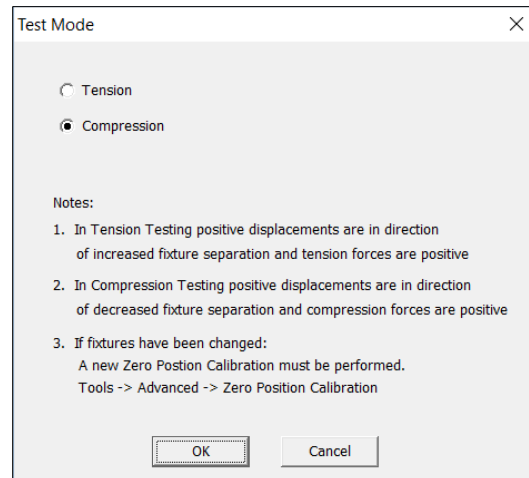 Test Mode
Tension
Compression
Notes:
1. In Tension Testing positive displacements are in direction
of increased fixture separation and tension forces are positive
2. In Compression Testing positive displacements are in direction
of decreased fixture separation and compression forces are positive
3. If fixtures have been changed:
A new Zero Postion Calibration must be performed.
Tools -> Advanced -> Zero Position Calibration
OK Cancel